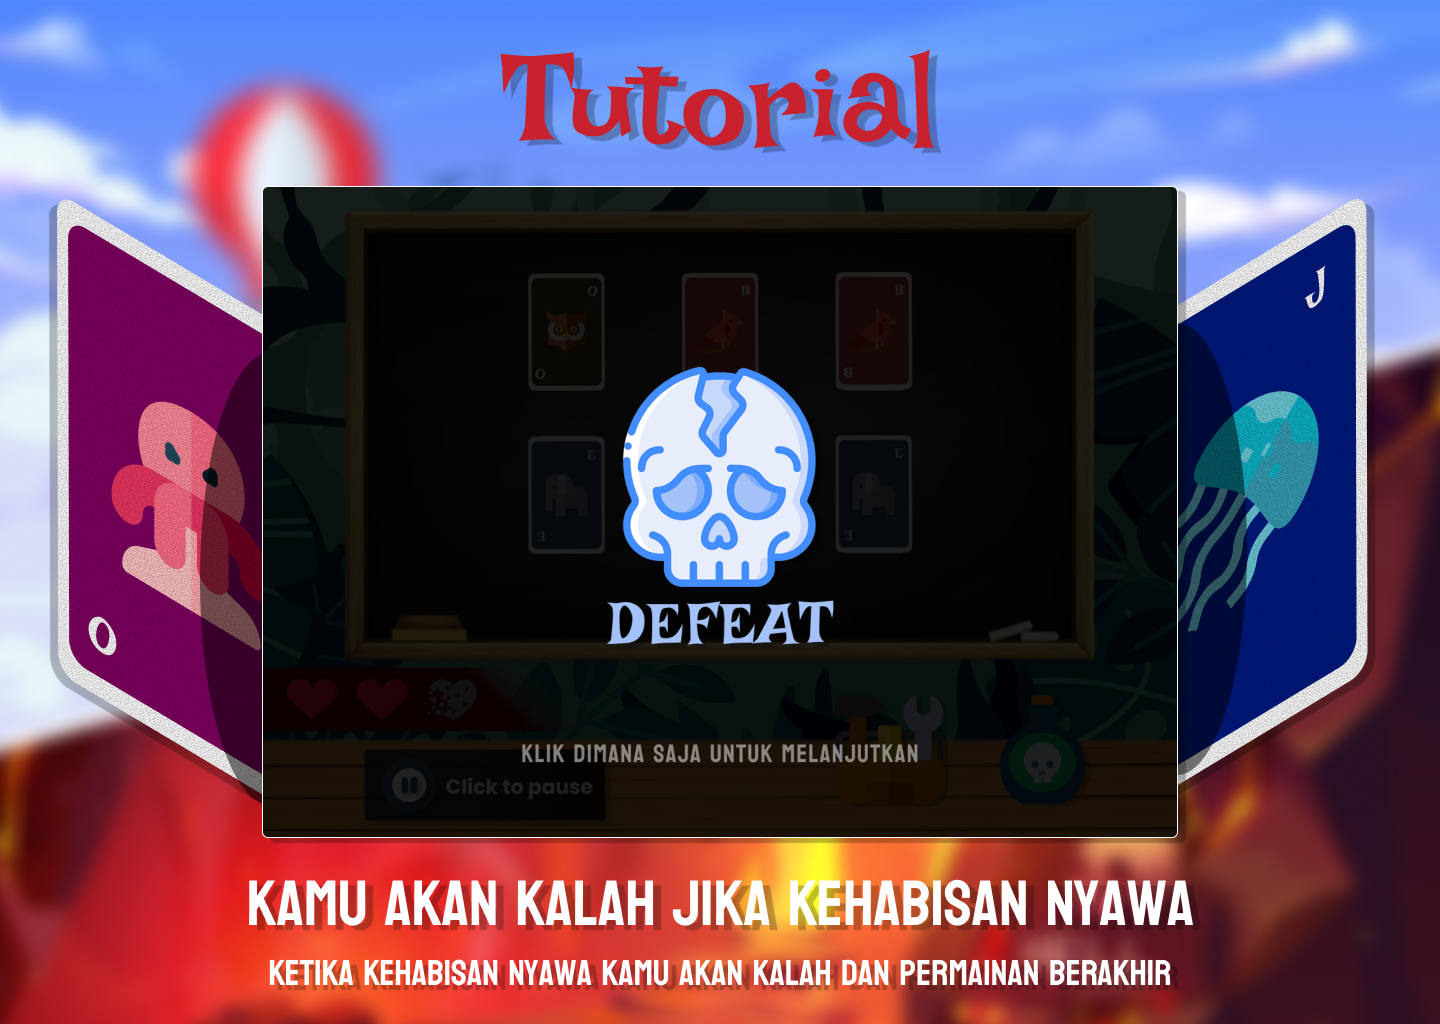 Tutorial
J
O
B
B
O
B
E
E
E
E
DEFEAT
KLIK DIMANA SAJA UNTUK MELANJUTKAN
Click to pause
O
KAMU AKAN KALAH JIKA KEHABISAN NYAWA
KETIKA KEHABISAN NYAWA KAMU AKAN KALAH DAN PERMAINAN BERAKHIR